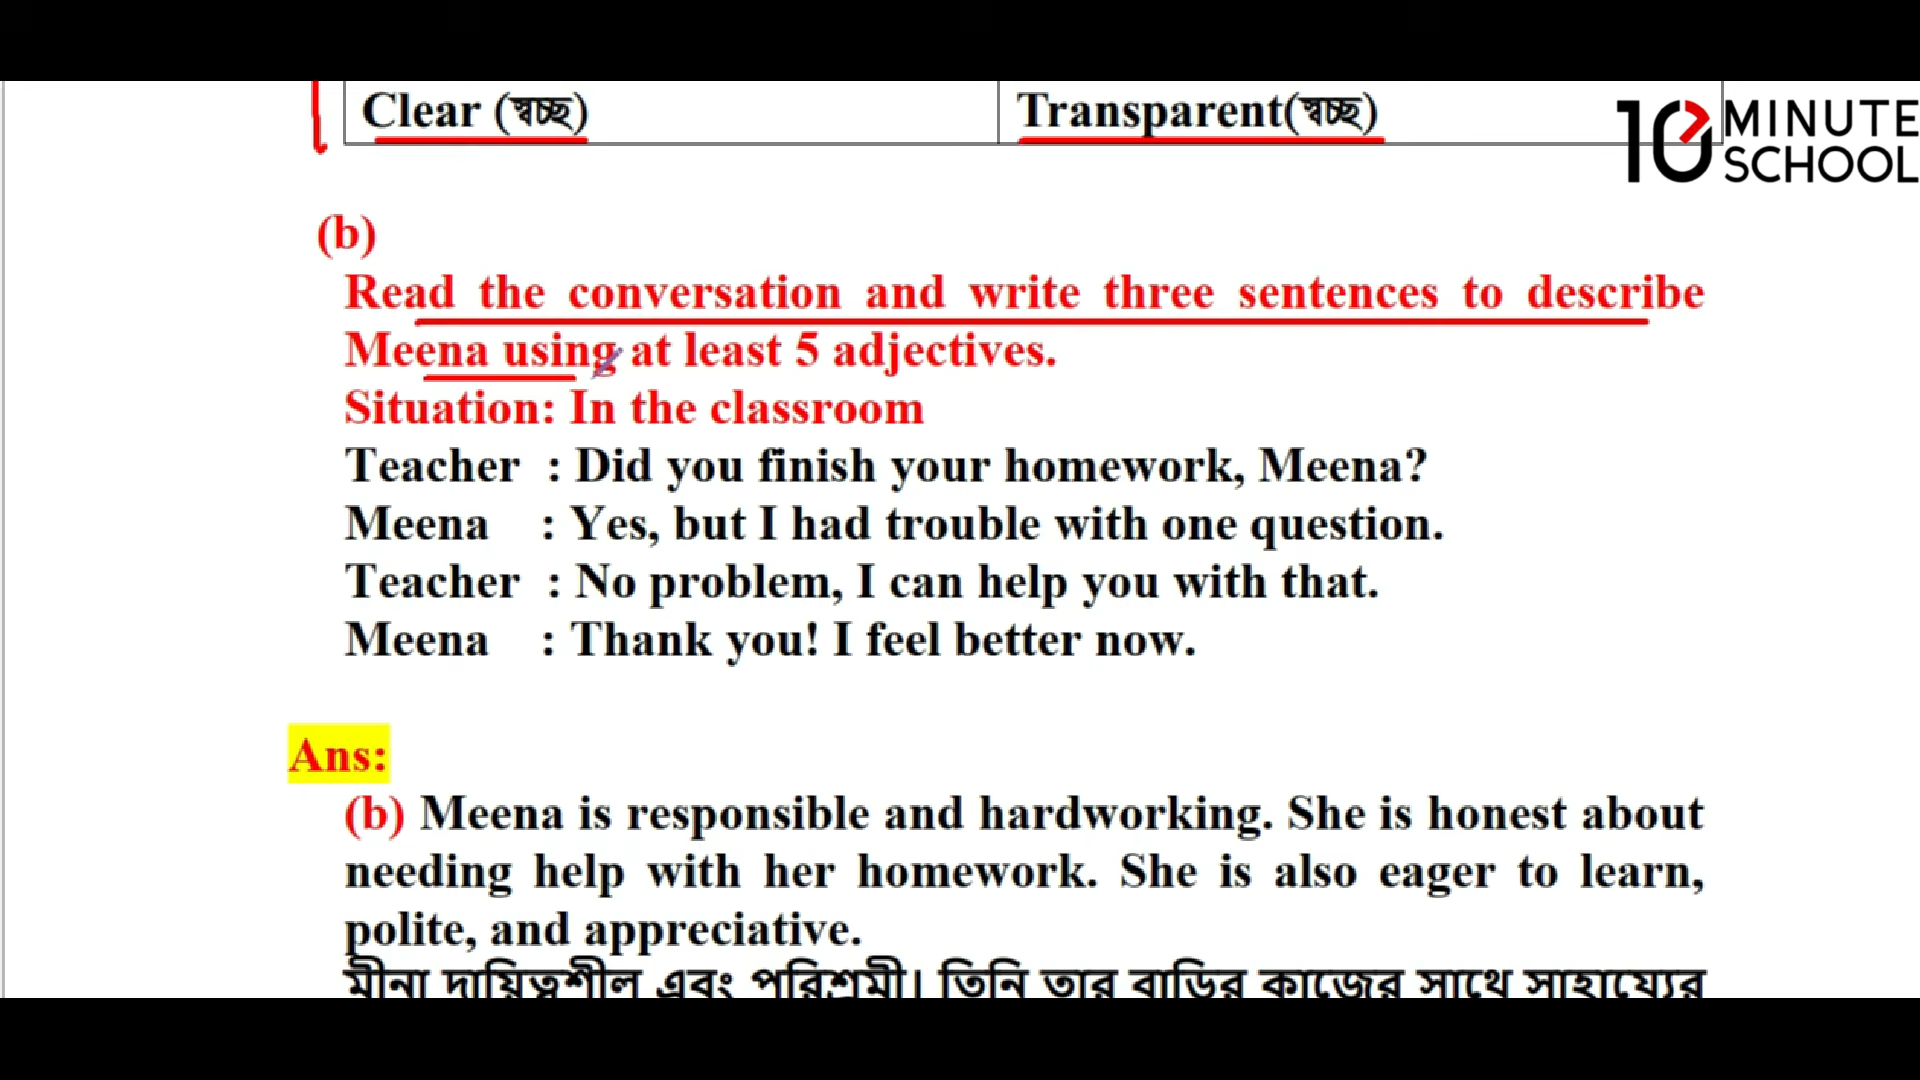 Clear (স্বচ্ছ) Transparent(স্বচ্ছ)
10 MINUTE SCHOOL
(b)
Read the conversation and write three sentences to describe
Meena using at least 5 adjectives.
Situation: In the classroom
Teacher : Did you finish your homework, Meena?
Meena : Yes, but I had trouble with one question.
Teacher : No problem, I can help you with that.
Meena : Thank you! I feel better now.
Ans:
(b) Meena is responsible and hardworking. She is honest about
needing help with her homework. She is also eager to learn,
polite, and appreciative.
মীনা দায়িত্বশীল এবং পরিশ্রমী। তিনি তার বাড়ির কাজের সাথে সাহায্যের